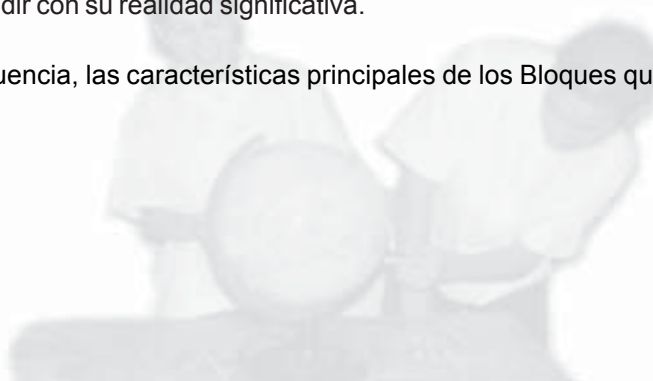 dir con su realidad significativa.
uencia, las características principales de los Bloques qu